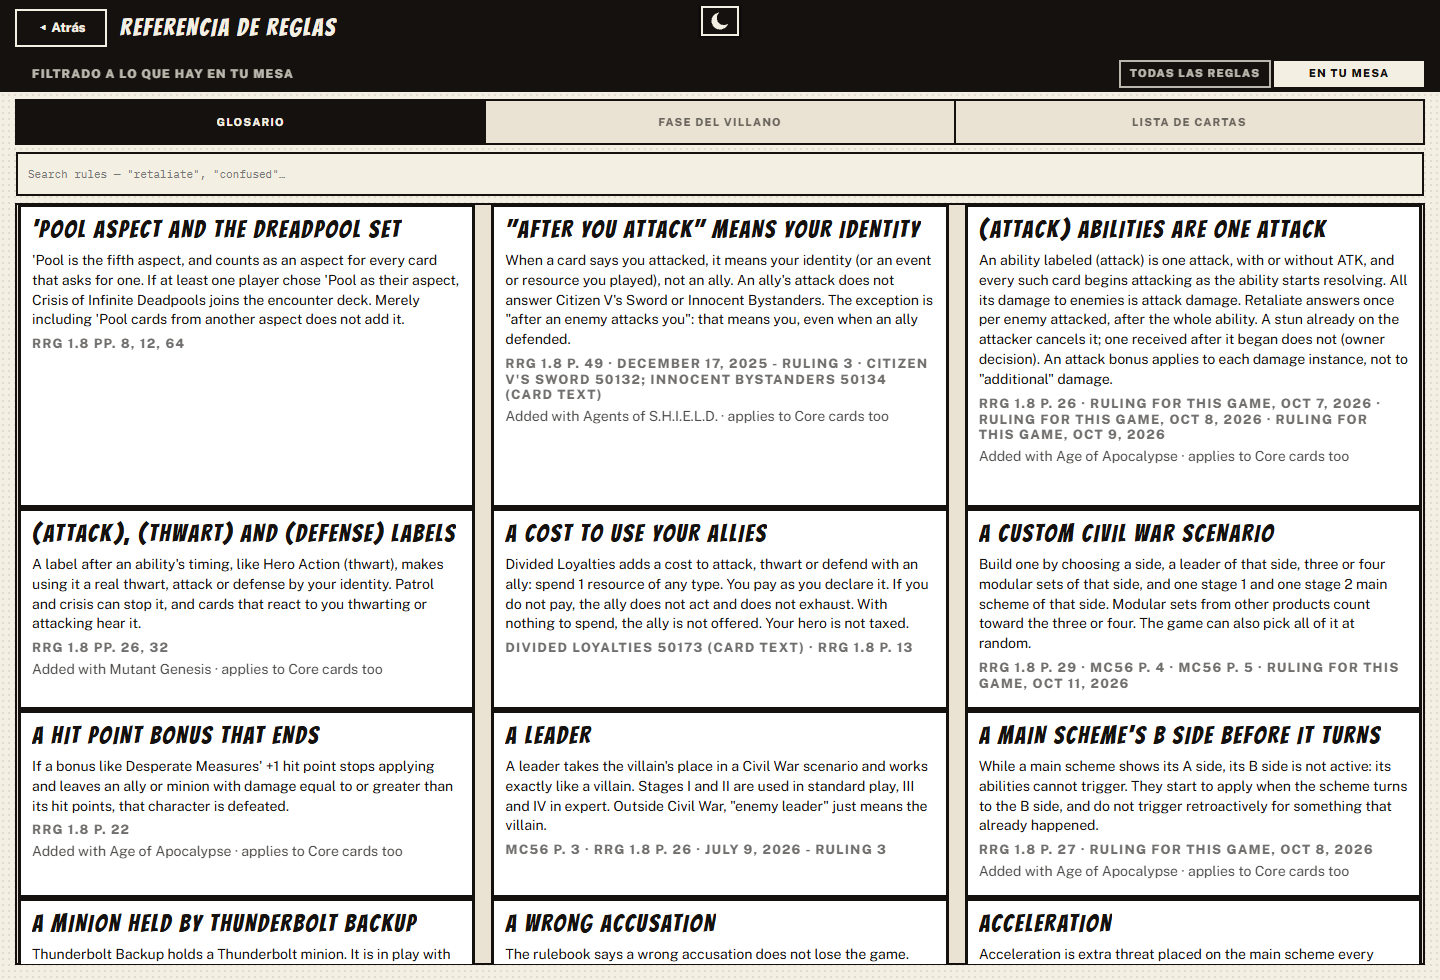 ◂ Atrás
REFERENCIA DE REGLAS
FILTRADO A LO QUE HAY EN TU MESA
TODAS LAS REGLAS
EN TU MESA
GLOSARIO
FASE DEL VILLANO
LISTA DE CARTAS
Search rules — "retaliate", "confused"…
'POOL ASPECT AND THE DREADPOOL SET
'Pool is the fifth aspect, and counts as an aspect for every card
that asks for one. If at least one player chose 'Pool as their aspect,
Crisis of Infinite Deadpools joins the encounter deck. Merely
including 'Pool cards from another aspect does not add it.
RRG 1.8 PP. 8, 12, 64
"AFTER YOU ATTACK" MEANS YOUR IDENTITY
When a card says you attacked, it means your identity (or an event
or resource you played), not an ally. An ally's attack does not
answer Citizen V's Sword or Innocent Bystanders. The exception is
"after an enemy attacks you": that means you, even when an ally
defended.
RRG 1.8 P. 49 · DECEMBER 17, 2025 - RULING 3 · CITIZEN
V'S SWORD 50132; INNOCENT BYSTANDERS 50134
(CARD TEXT)
Added with Agents of S.H.I.E.L.D. · applies to Core cards too
(ATTACK) ABILITIES ARE ONE ATTACK
An ability labeled (attack) is one attack, with or without ATK, and
every such card begins attacking as the ability starts resolving. All
its damage to enemies is attack damage. Retaliate answers once
per enemy attacked, after the whole ability. A stun already on the
attacker cancels it; one received after it began does not (owner
decision). An attack bonus applies to each damage instance, not to
"additional" damage.
RRG 1.8 P. 26 · RULING FOR THIS GAME, OCT 7, 2026 ·
RULING FOR THIS GAME, OCT 8, 2026 · RULING FOR
THIS GAME, OCT 9, 2026
Added with Age of Apocalypse · applies to Core cards too
(ATTACK), (THWART) AND (DEFENSE) LABELS
A label after an ability's timing, like Hero Action (thwart), makes
using it a real thwart, attack or defense by your identity. Patrol
and crisis can stop it, and cards that react to you thwarting or
attacking hear it.
RRG 1.8 PP. 26, 32
Added with Mutant Genesis · applies to Core cards too
A COST TO USE YOUR ALLIES
Divided Loyalties adds a cost to attack, thwart or defend with an
ally: spend 1 resource of any type. You pay as you declare it. If you
do not pay, the ally does not act and does not exhaust. With
nothing to spend, the ally is not offered. Your hero is not taxed.
DIVIDED LOYALTIES 50173 (CARD TEXT) · RRG 1.8 P. 13
A CUSTOM CIVIL WAR SCENARIO
Build one by choosing a side, a leader of that side, three or four
modular sets of that side, and one stage 1 and one stage 2 main
scheme of that side. Modular sets from other products count
toward the three or four. The game can also pick all of it at
random.
RRG 1.8 P. 29 · MC56 P. 4 · MC56 P. 5 · RULING FOR THIS
GAME, OCT 11, 2026
A HIT POINT BONUS THAT ENDS
If a bonus like Desperate Measures' +1 hit point stops applying
and leaves an ally or minion with damage equal to or greater than
its hit points, that character is defeated.
RRG 1.8 P. 22
Added with Age of Apocalypse · applies to Core cards too
A LEADER
A leader takes the villain's place in a Civil War scenario and works
exactly like a villain. Stages I and II are used in standard play, III
and IV in expert. Outside Civil War, "enemy leader" just means the
villain.
MC56 P. 3 · RRG 1.8 P. 26 · JULY 9, 2026 - RULING 3
A MAIN SCHEME'S B SIDE BEFORE IT TURNS
While a main scheme shows its A side, its B side is not active: its
abilities cannot trigger. They start to apply when the scheme turns
to the B side, and do not trigger retroactively for something that
already happened.
RRG 1.8 P. 27 · RULING FOR THIS GAME, OCT 8, 2026
Added with Age of Apocalypse · applies to Core cards too
A MINION HELD BY THUNDERBOLT BACKUP
Thunderbolt Backup holds a Thunderbolt minion. It is in play with
A WRONG ACCUSATION
The rulebook says a wrong accusation does not lose the game.
ACCELERATION
Acceleration is extra threat placed on the main scheme every